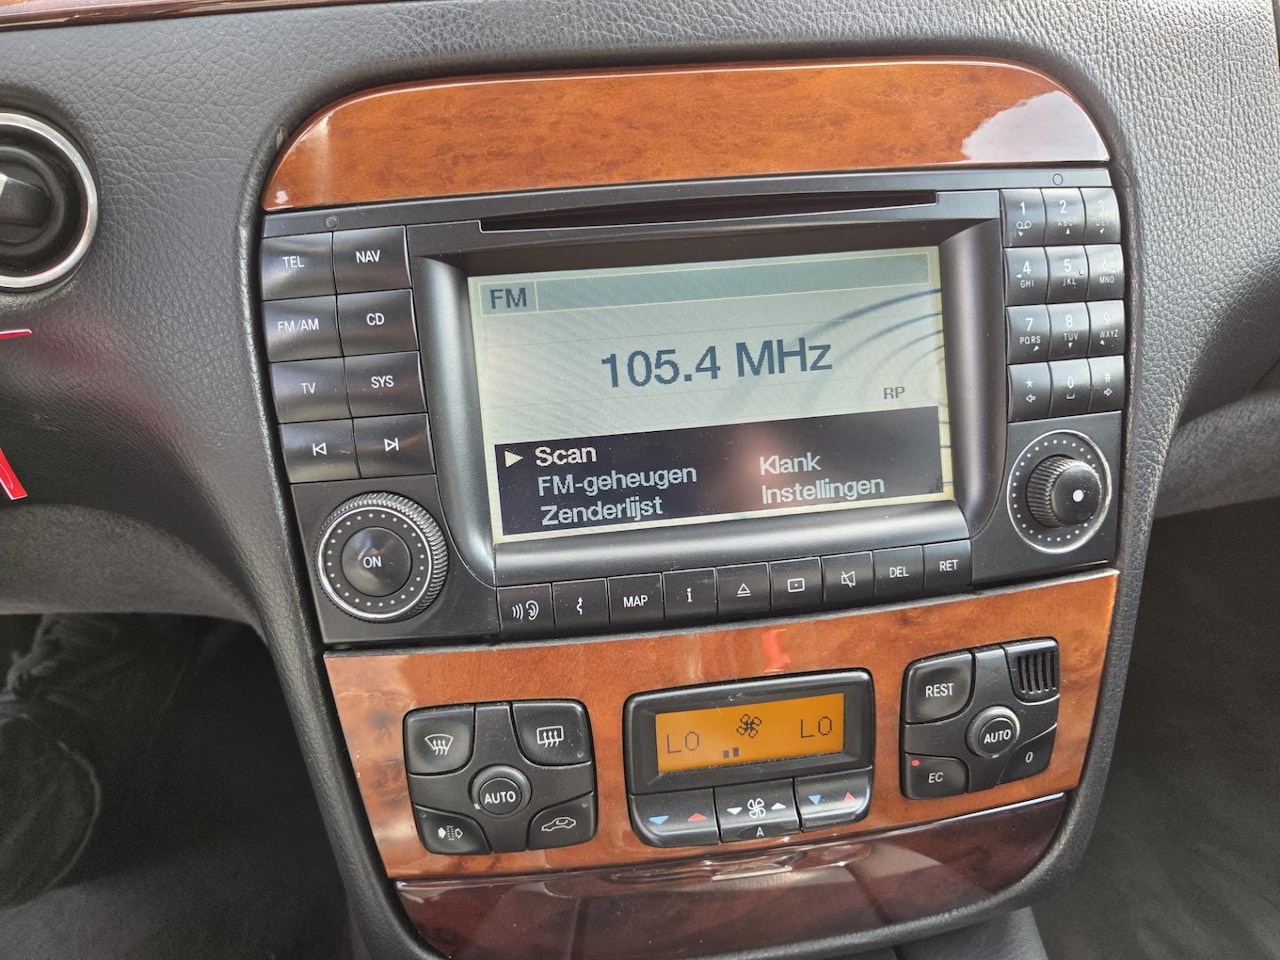 TEL
NAV
FM/AM
CD
TV
SYS
ON
FM
105.4 MHz
RP
Scan
FM-geheugen
Zenderlijst
Klank
Instellingen
1
2
ABC
3
4
GHI
5
JKL
MNO
7
PQRS
8
TUV
9
WXYZ
*
0
#
MAP
i
DEL
RET
AUTO
LO
LO
A
REST
AUTO
EC
0